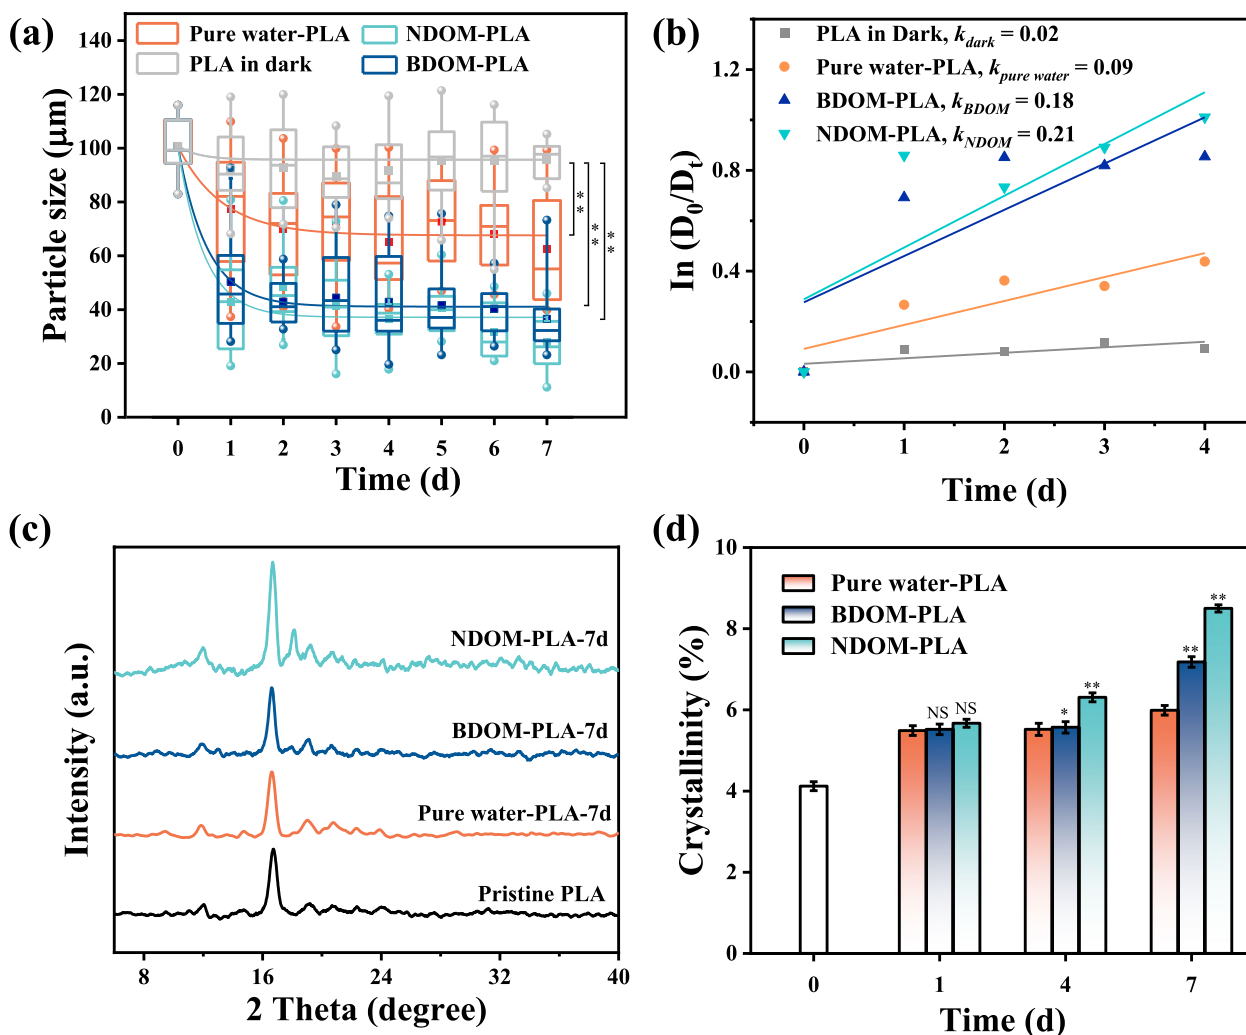 (a)
Particle size (μm)
140
120
100
80
60
40
20
0
Pure water-PLA
NDOM-PLA
PLA in dark
BDOM-PLA
**
**
**
0 1 2 3 4 5 6 7
Time (d)
(b)
In (D0/Dt)
1.2
0.8
0.4
0.0
PLA in Dark, kdark = 0.02
Pure water-PLA, kpure water = 0.09
BDOM-PLA, kBDOM = 0.18
NDOM-PLA, kNDOM = 0.21
0 1 2 3 4
Time (d)
(c)
Intensity (a.u.)
NDOM-PLA-7d
BDOM-PLA-7d
Pure water-PLA-7d
Pristine PLA
8 16 24 32 40
2 Theta (degree)
(d)
Crystallinity (%)
10
8
6
4
2
0
Pure water-PLA
BDOM-PLA
NDOM-PLA
NS NS
* **
** **
0 1 4 7
Time (d)